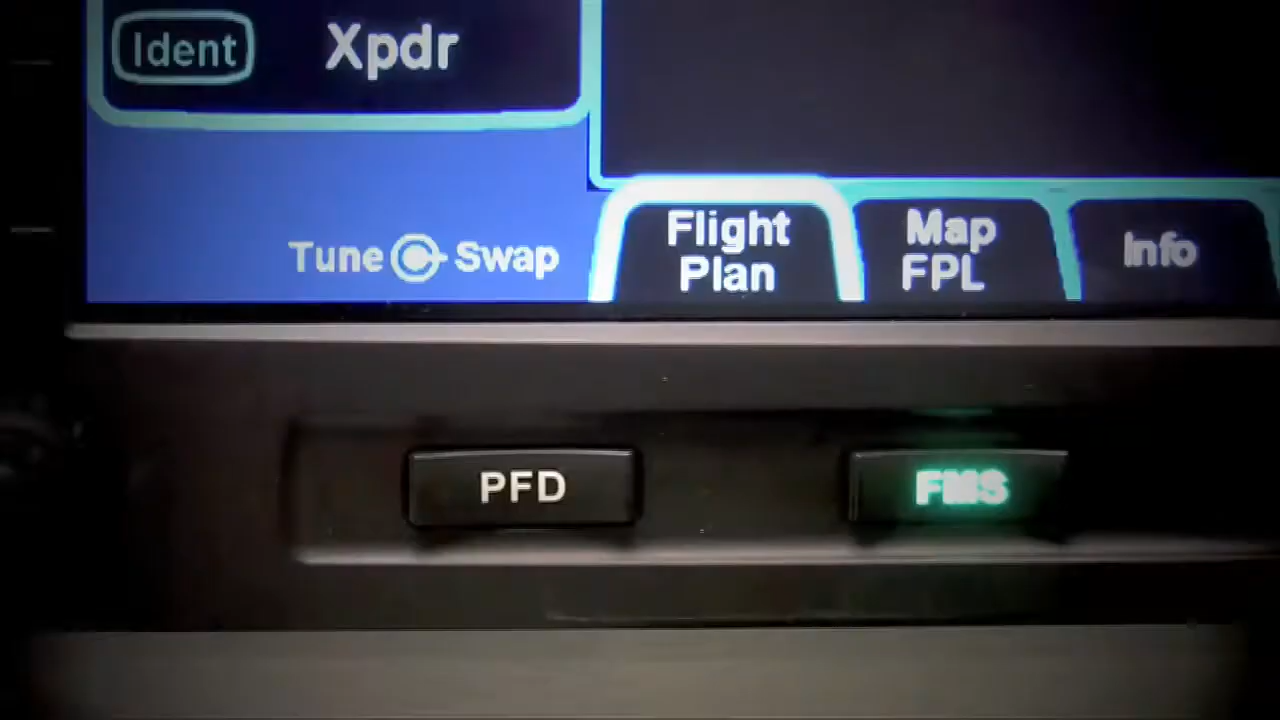 Ident Xpdr
Tune Swap
Flight
Plan
Map
FPL
Info
PFD
FMS